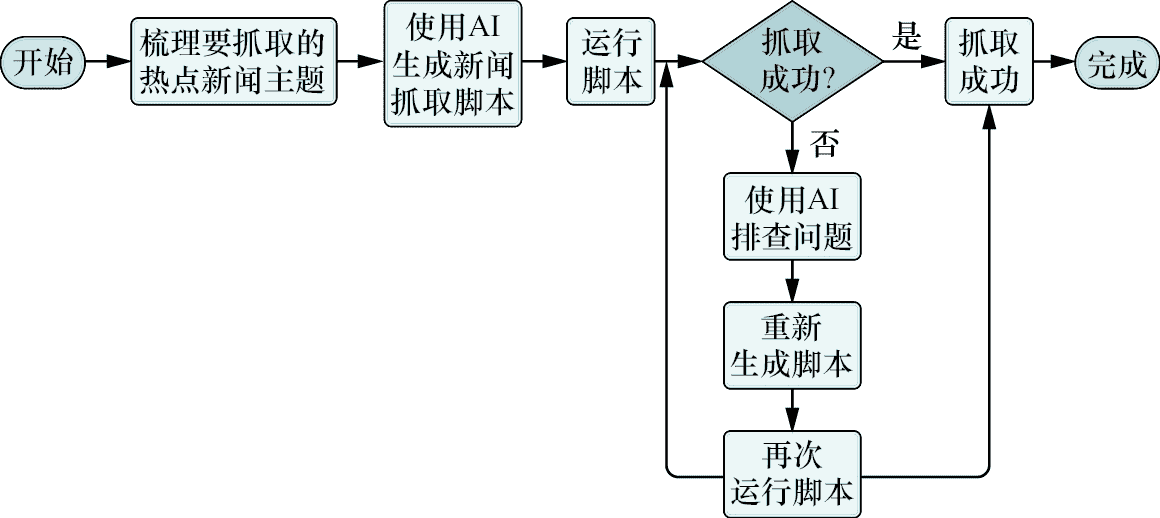 开始
梳理要抓取的
热点新闻主题
使用AI
生成新闻
抓取脚本
运行
脚本
抓取
成功?
是
抓取
成功
完成
否
使用AI
排查问题
重新
生成脚本
再次
运行脚本